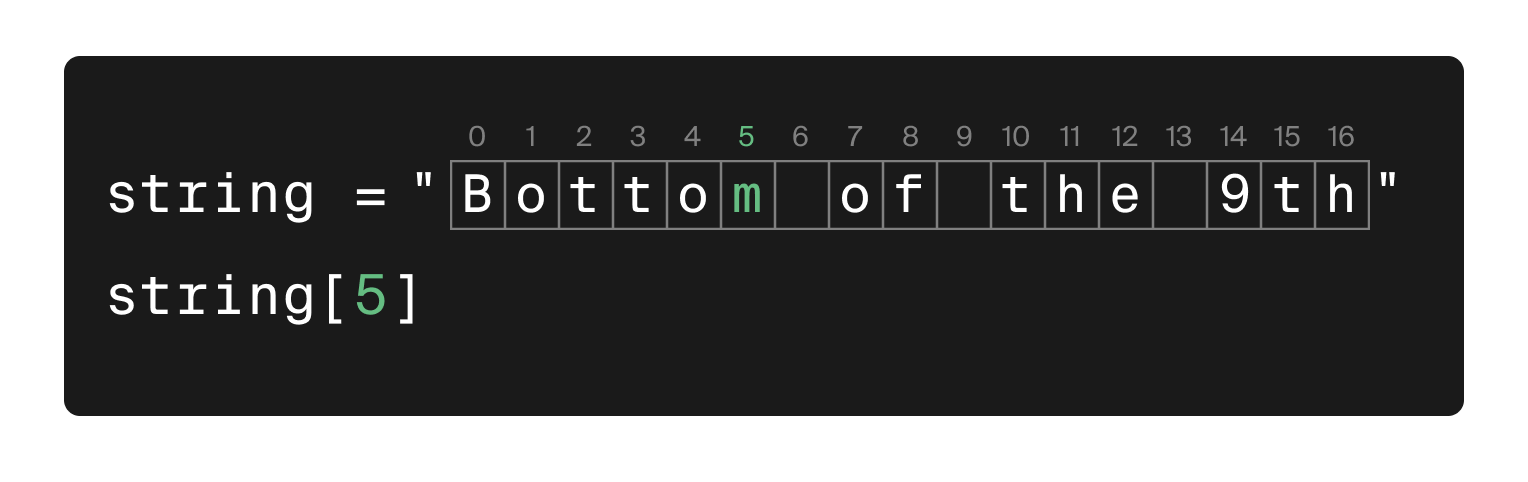 0 1 2 3 4 5 6 7 8 9 10 11 12 13 14 15 16
string = "Bottom of the 9th"
string[5]